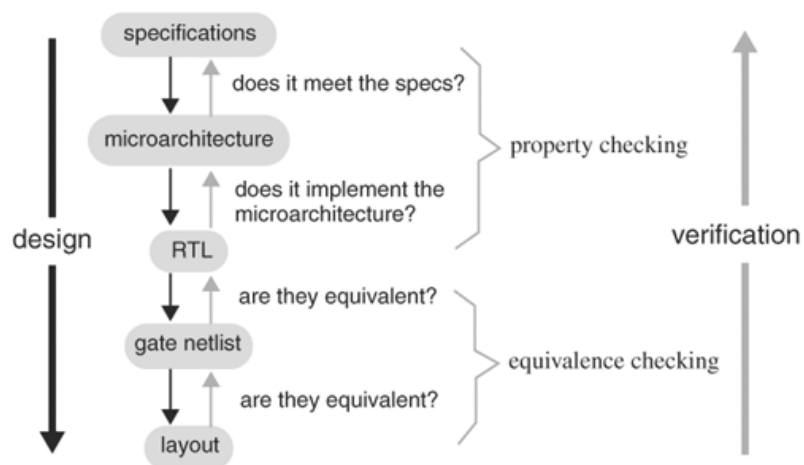 specifications
does it meet the specs?
microarchitecture
property checking
does it implement the
microarchitecture?
design
verification
RTL
are they equivalent?
gate netlist
equivalence checking
are they equivalent?
layout